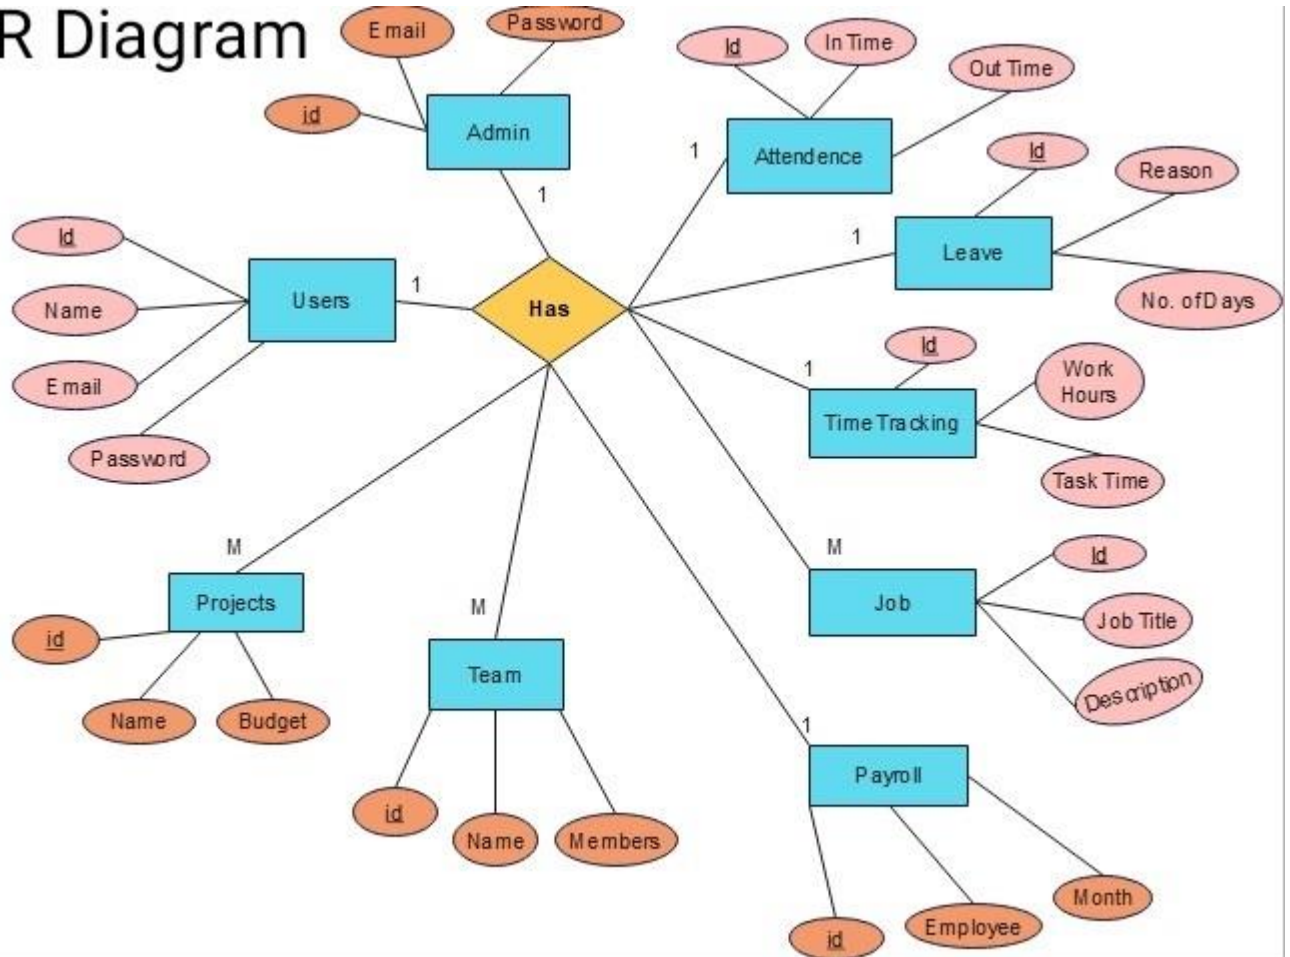 R Diagram
Email
Password
id
Admin
1
Id
In Time
Out Time
Attendence
1
Id
Reason
Leave
1
No. of Days
Id
Name
Email
Password
Users
1
Has
Id
Work
Hours
Time Tracking
1
Task Time
M
Projects
id
Name
Budget
M
Team
id
Name
Members
M
Job
Id
Job Title
Description
1
Payroll
id
Employee
Month